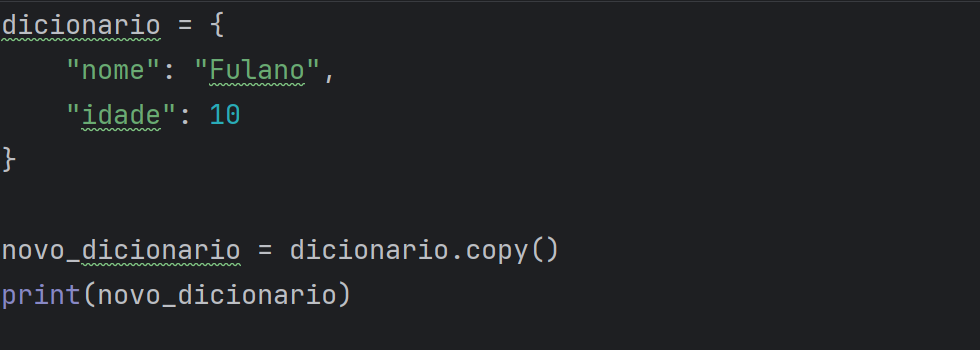 dicionario = {
    "nome": "Fulano",
    "idade": 10
}
novo_dicionario = dicionario.copy()
print(novo_dicionario)